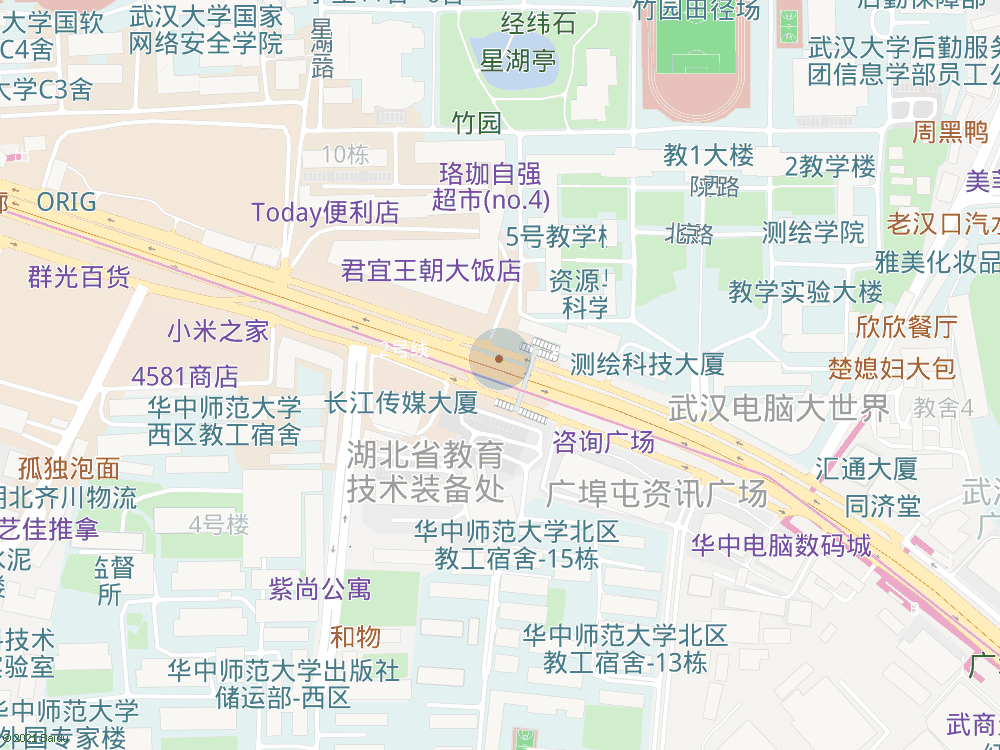 竹园田径场
后勤保障部
大学国软
C4舍
武汉大学国家
网络安全学院
星湖路
经纬石
星湖亭
武汉大学后勤服务
团信息学部员工公
大学C3舍
竹园
周黑鸭
10栋
教1大楼
2教学楼
珞珈自强
超市(no.4)
ORIG
Today便利店
5号教学楼
北京路
测绘学院
老汉口汽水
雅美化妆品
群光百货
君宜王朝大饭店
资源与
科学
教学实验大楼
小米之家
欣欣餐厅
2号线
测绘科技大厦
楚媳妇大包
4581商店
华中师范大学
西区教工宿舍
长江传媒大厦
武汉电脑大世界
教舍4
湖北省教育
技术装备处
咨询广场
孤独泡面
湖北齐川物流
汇通大厦
广埠屯资讯广场
同济堂
艺佳推拿
4号楼
华中师范大学北区
教工宿舍-15栋
华中电脑数码城
监督
所
紫尚公寓
和物
华中师范大学北区
教工宿舍-13栋
科技术
实验室
华中师范大学出版社
储运部-西区
华中师范大学
外国专家楼
武商
© 2021 Baidu